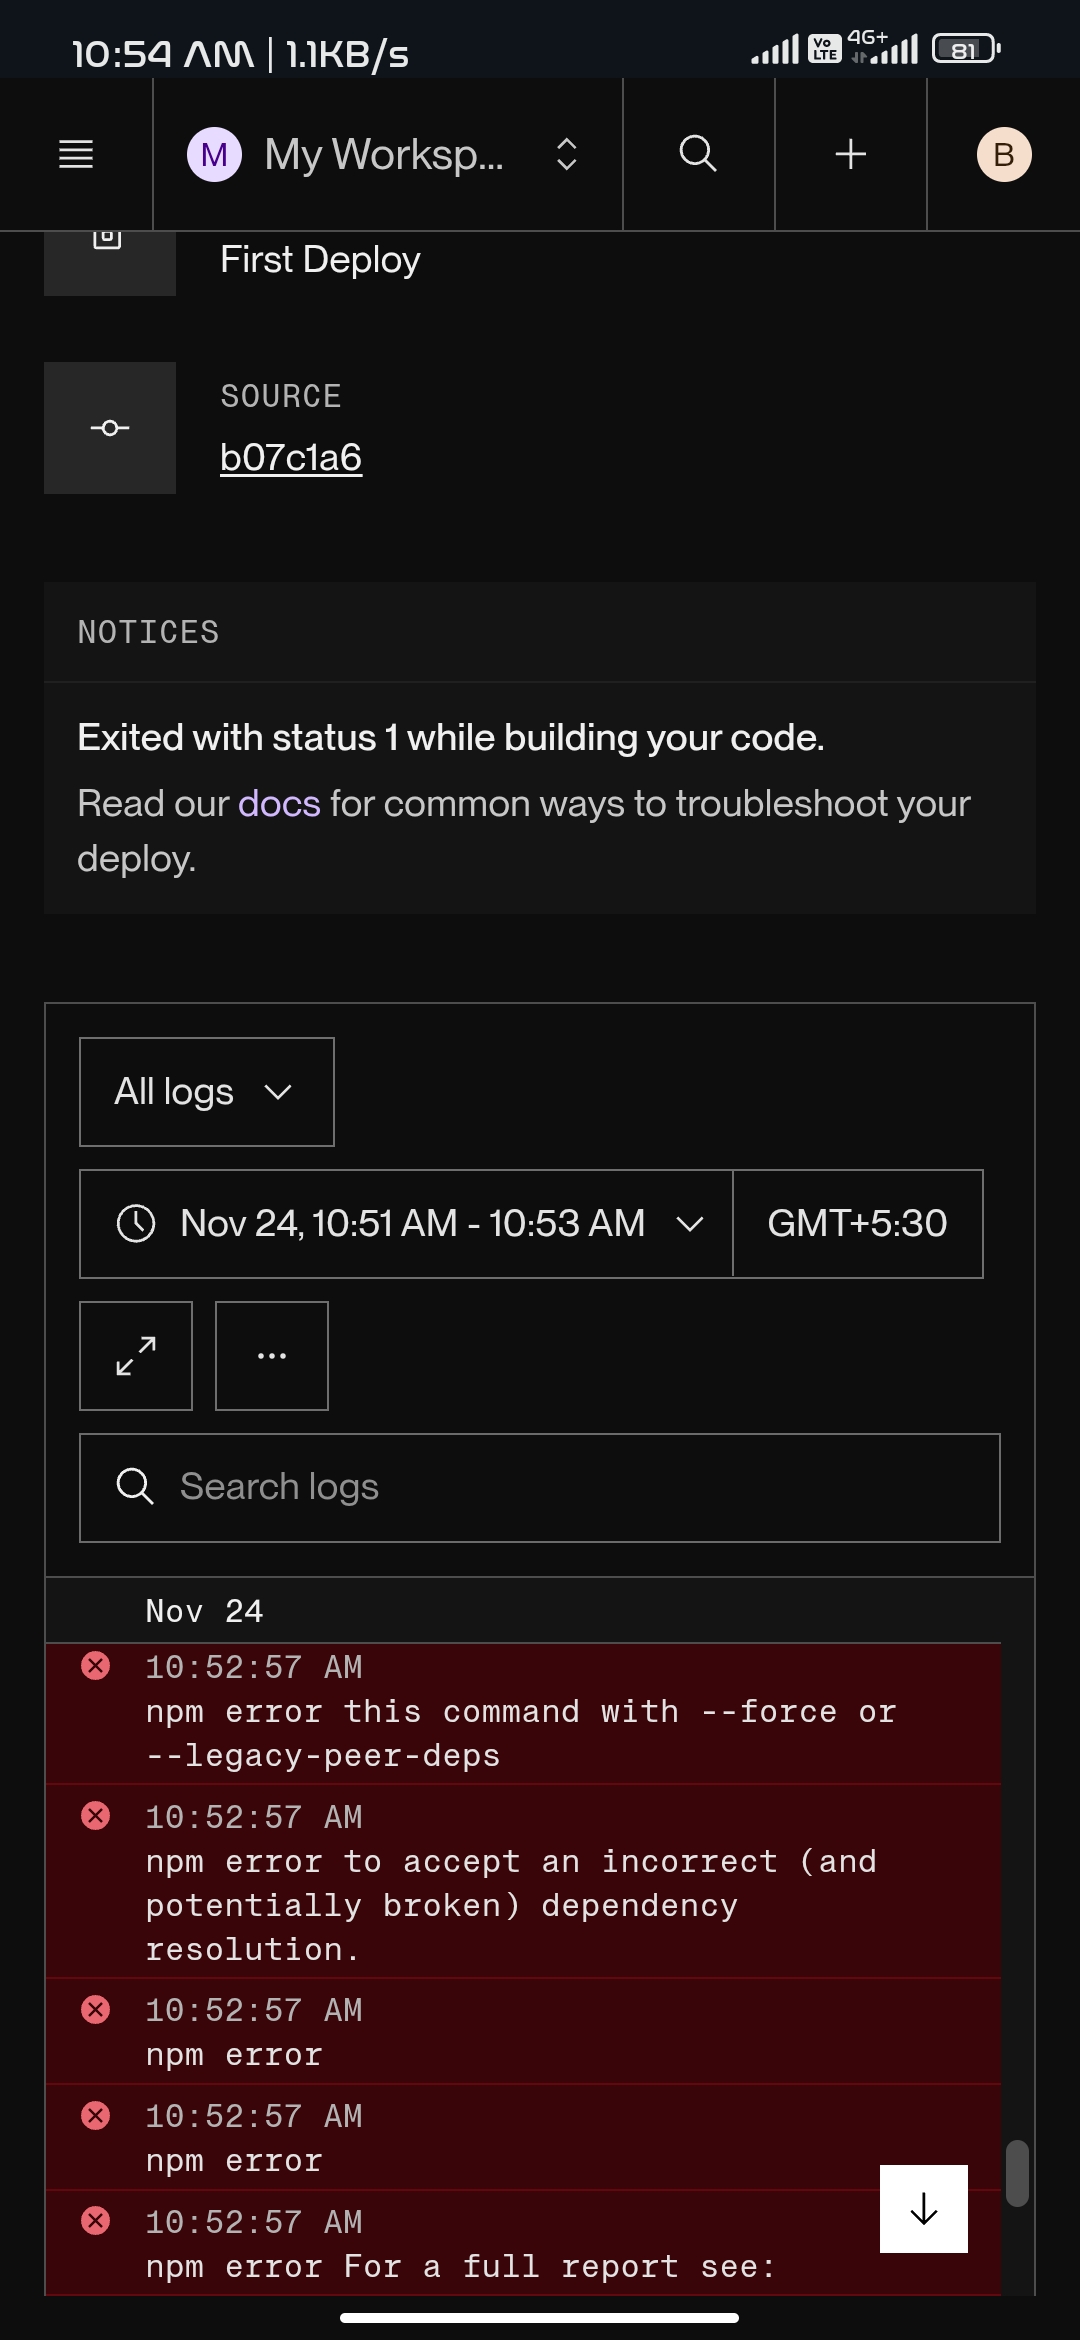 10:54 AM | 1.1KB/s
Vo LTE 4G+ 81
M My Worksp... B
First Deploy
SOURCE
b07c1a6
NOTICES
Exited with status 1 while building your code.
Read our docs for common ways to troubleshoot your
deploy.
All logs
Nov 24, 10:51 AM - 10:53 AM GMT+5:30
...
Search logs
Nov 24
10:52:57 AM
npm error this command with --force or
--legacy-peer-deps
10:52:57 AM
npm error to accept an incorrect (and
potentially broken) dependency
resolution.
10:52:57 AM
npm error
10:52:57 AM
npm error
10:52:57 AM
npm error For a full report see: